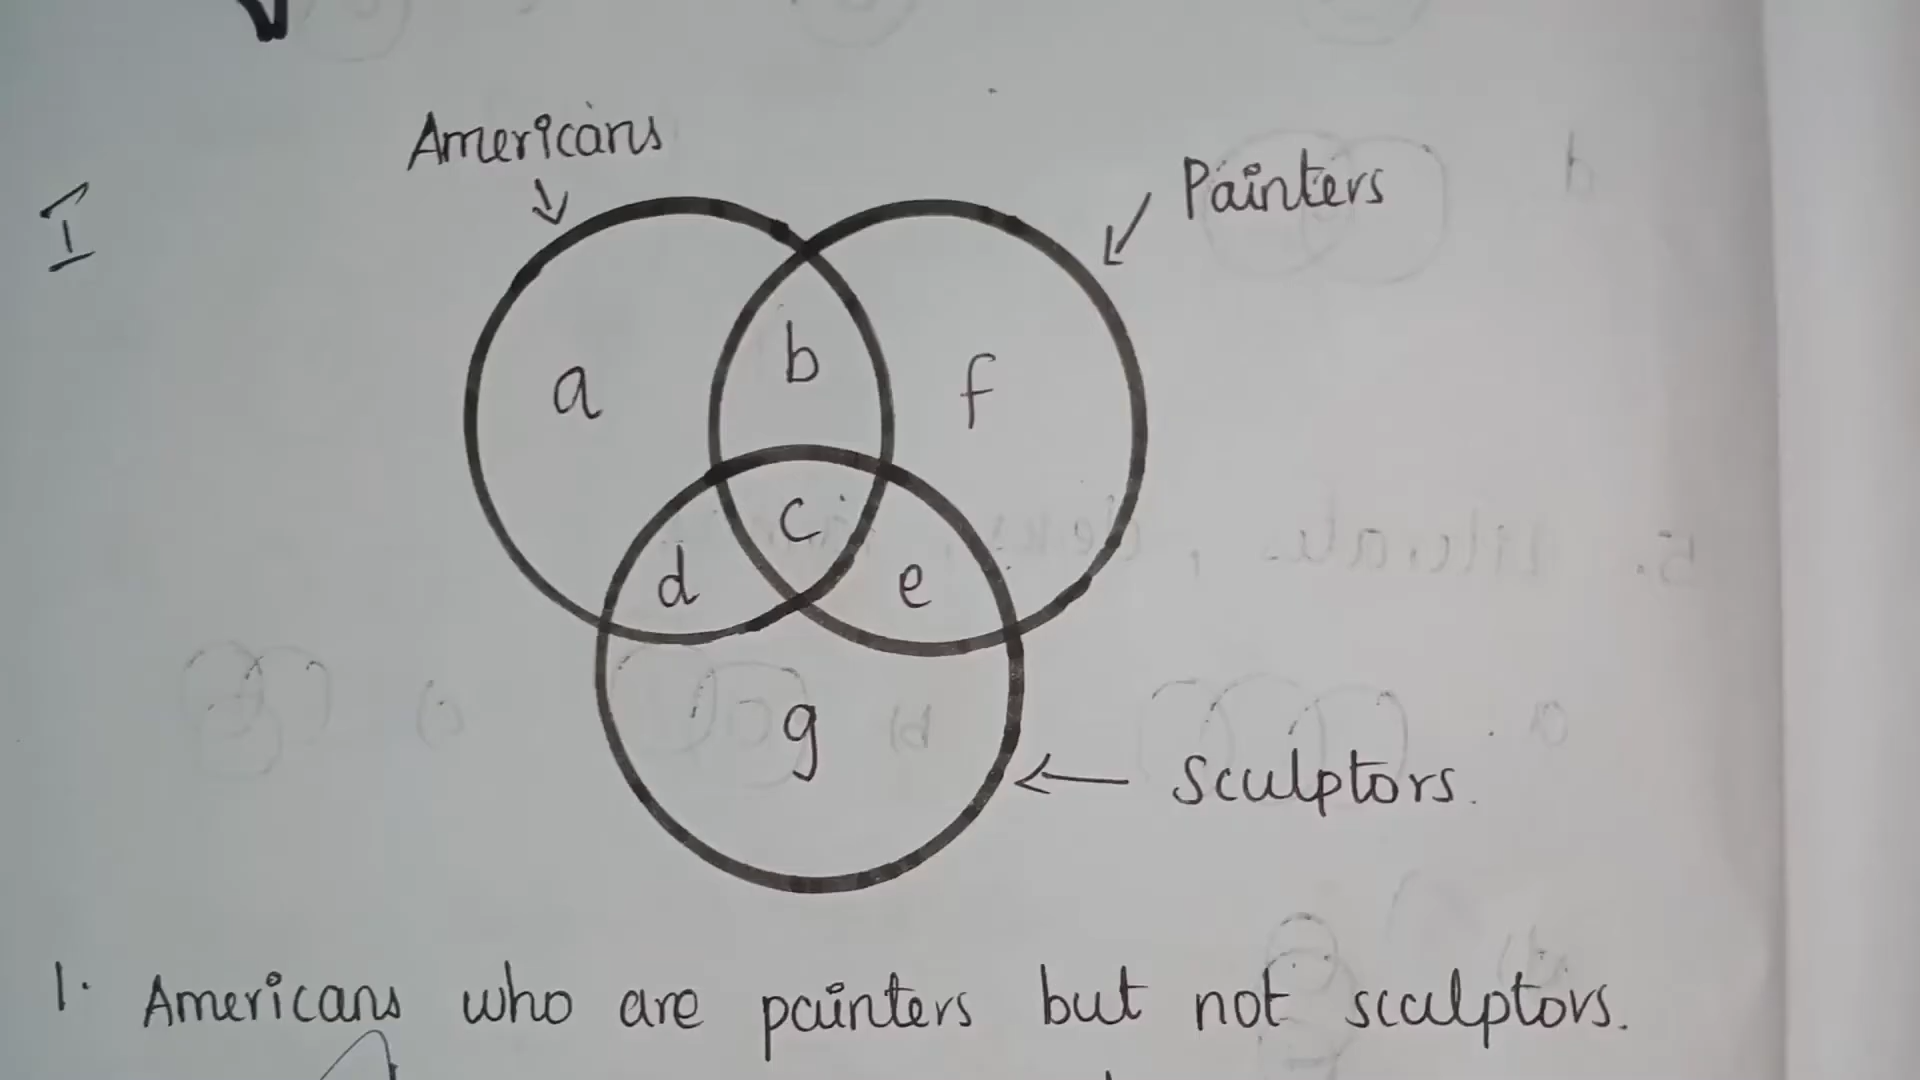 Americans
I
Painters
a
b
f
c
d
e
g
Sculptors.
1. Americans who are painters but not sculptors.